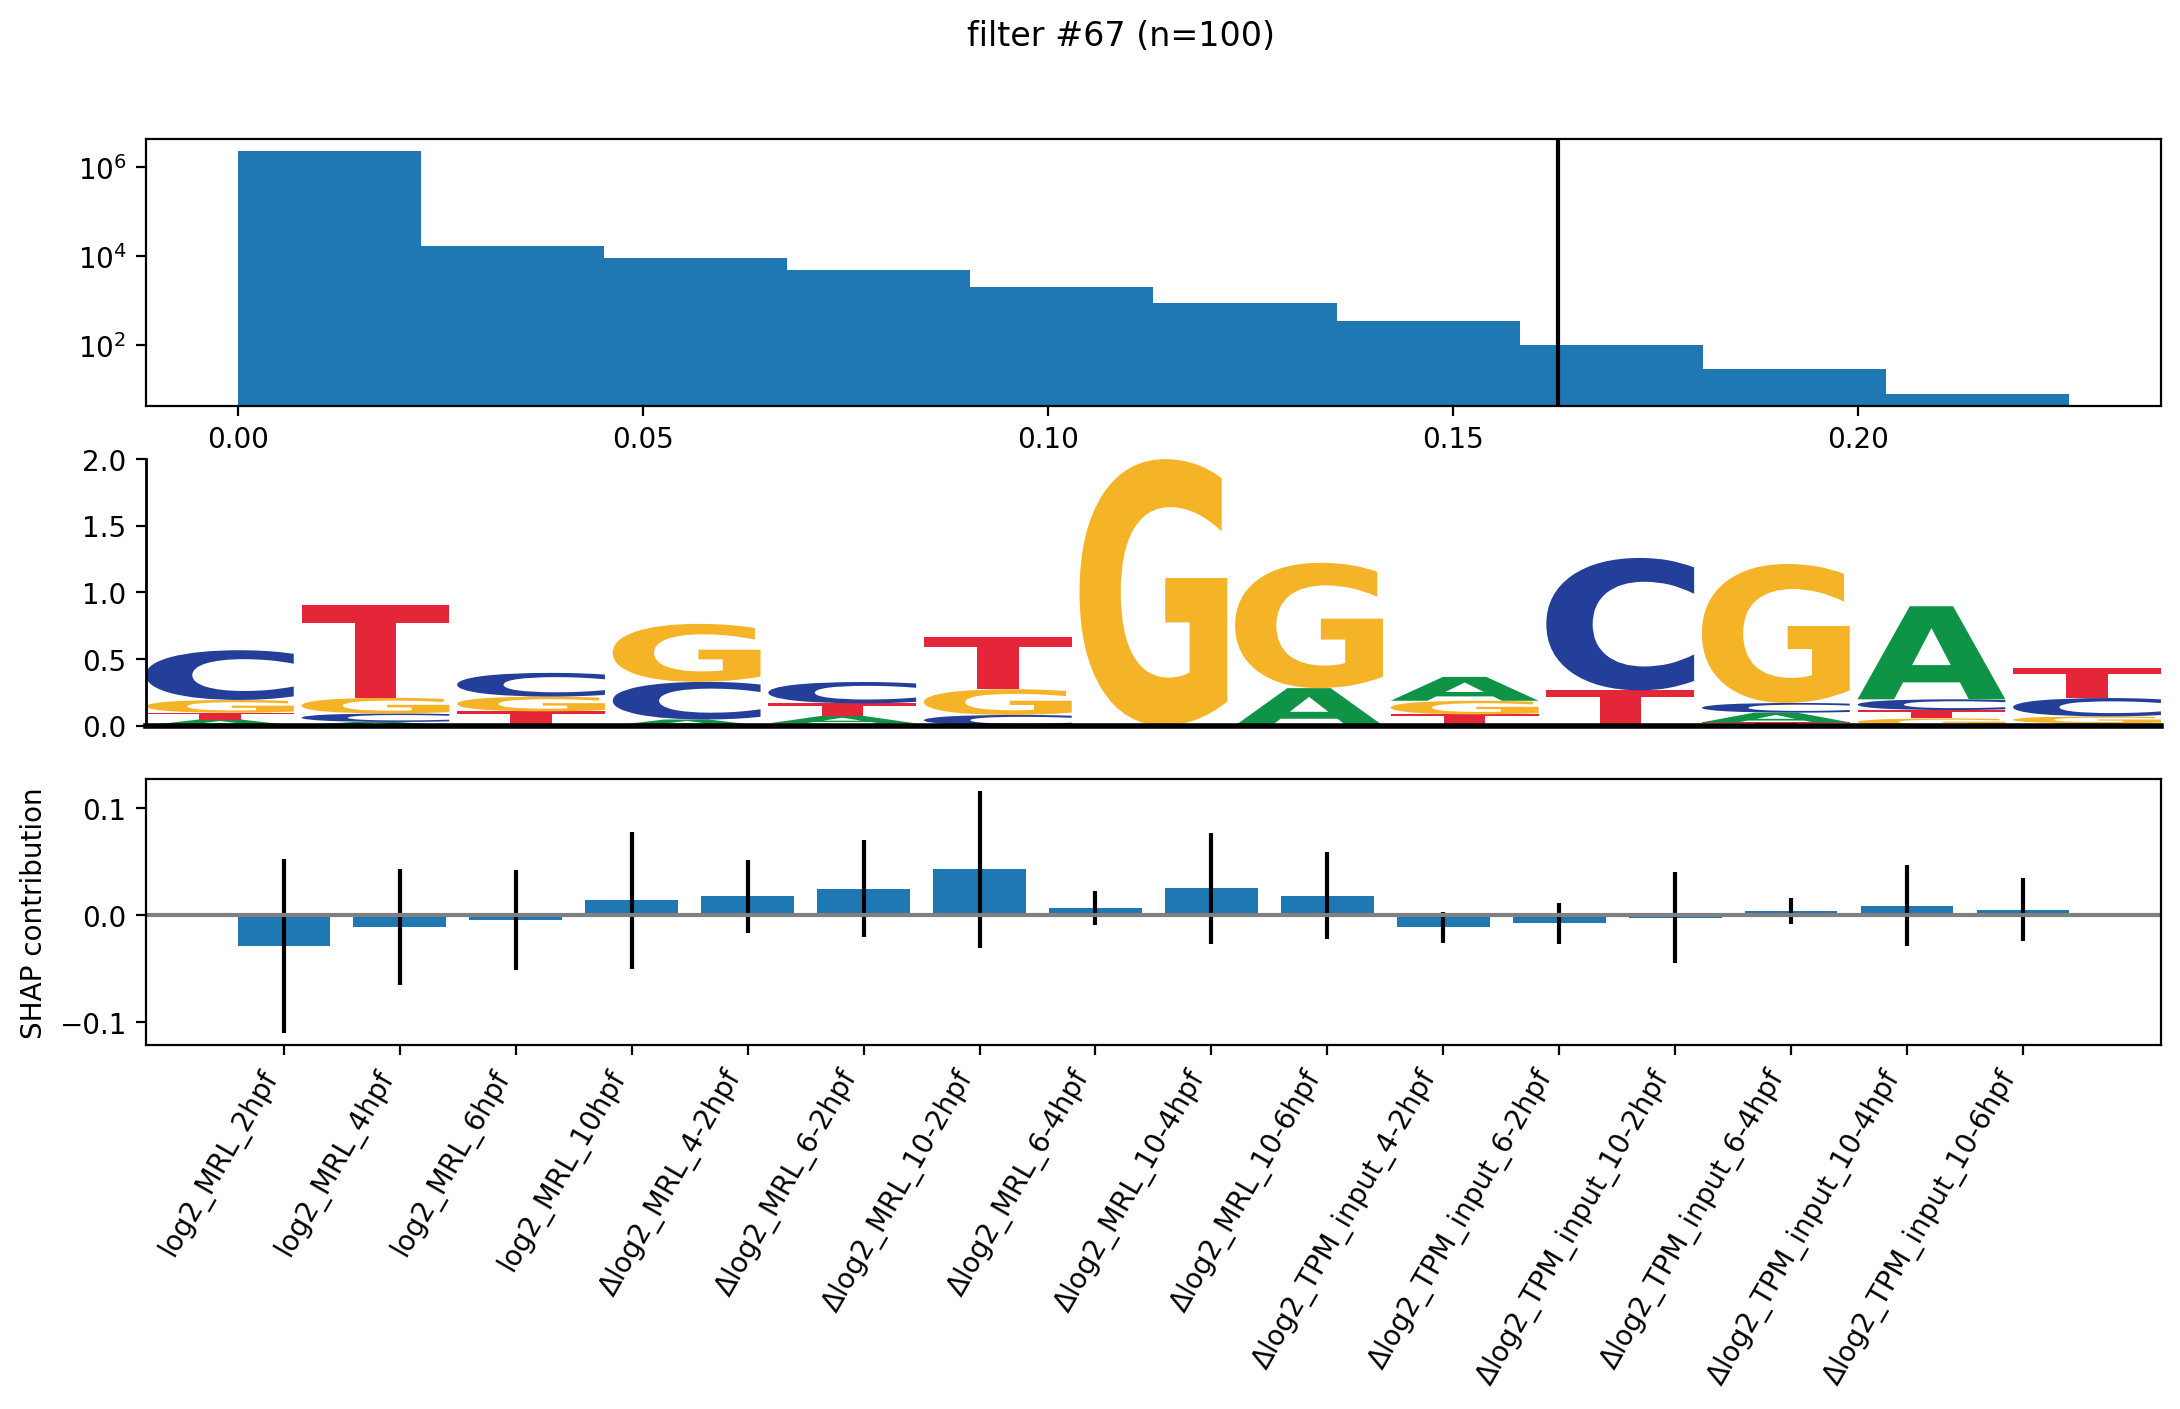 filter #67 (n=100)
10^6
10^4
10^2
0.00 0.05 0.10 0.15 0.20
2.0
1.5
1.0
0.5
0.0
C T C G C T G G A C G A T
G G G C T G A G T C C C
T C T A A C T A T G
A A T G
SHAP contribution
0.1
0.0
−0.1
log2_MRL_2hpf
log2_MRL_4hpf
log2_MRL_6hpf
log2_MRL_10hpf
Δlog2_MRL_4-2hpf
Δlog2_MRL_6-2hpf
Δlog2_MRL_10-2hpf
Δlog2_MRL_6-4hpf
Δlog2_MRL_10-4hpf
Δlog2_MRL_10-6hpf
Δlog2_TPM_input_4-2hpf
Δlog2_TPM_input_6-2hpf
Δlog2_TPM_input_10-2hpf
Δlog2_TPM_input_6-4hpf
Δlog2_TPM_input_10-4hpf
Δlog2_TPM_input_10-6hpf